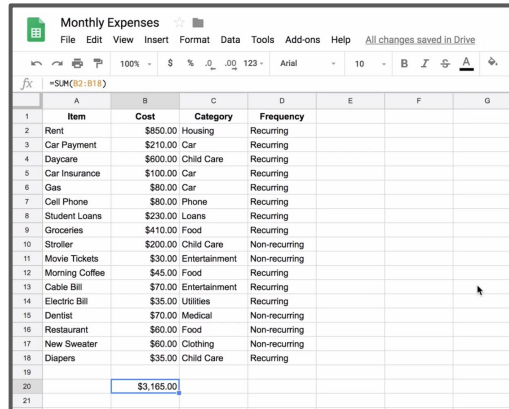 Monthly Expenses
File Edit View Insert Format Data Tools Add-ons Help All changes saved in Drive
100% $ % .0 .00 123 Arial 10 B I S A
fx =SUM(B2:B18)
A B C D E F G
1 Item Cost Category Frequency
2 Rent $850.00 Housing Recurring
3 Car Payment $210.00 Car Recurring
4 Daycare $600.00 Child Care Recurring
5 Car Insurance $100.00 Car Recurring
6 Gas $80.00 Car Recurring
7 Cell Phone $80.00 Phone Recurring
8 Student Loans $230.00 Loans Recurring
9 Groceries $410.00 Food Recurring
10 Stroller $200.00 Child Care Non-recurring
11 Movie Tickets $30.00 Entertainment Non-recurring
12 Morning Coffee $45.00 Food Recurring
13 Cable Bill $70.00 Entertainment Recurring
14 Electric Bill $35.00 Utilities Recurring
15 Dentist $70.00 Medical Non-recurring
16 Restaurant $60.00 Food Non-recurring
17 New Sweater $60.00 Clothing Non-recurring
18 Diapers $35.00 Child Care Recurring
19
20 $3,165.00
21